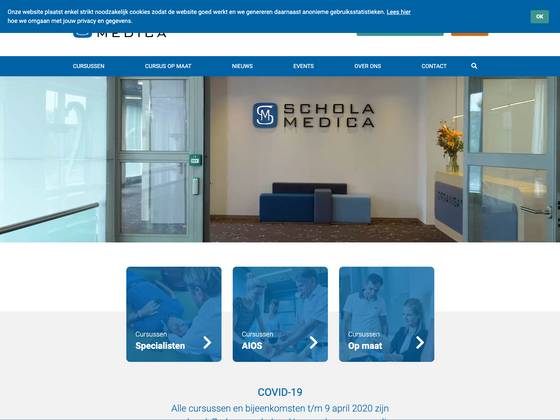 Onze website plaatst enkel strikt noodzakelijk cookies zodat de website goed werkt en we genereren daarnaast anonieme gebruiksstatistieken. Lees hier
hoe we omgaan met jouw privacy en gegevens.
OK
MEDICA
CURSUSSEN CURSUS OP MAAT NIEUWS EVENTS OVER ONS CONTACT
SCHOLA
MEDICA
Cursussen
Specialisten
Cursussen
AIOS
Cursussen
Op maat
COVID-19
Alle cursussen en bijeenkomsten t/m 9 april 2020 zijn